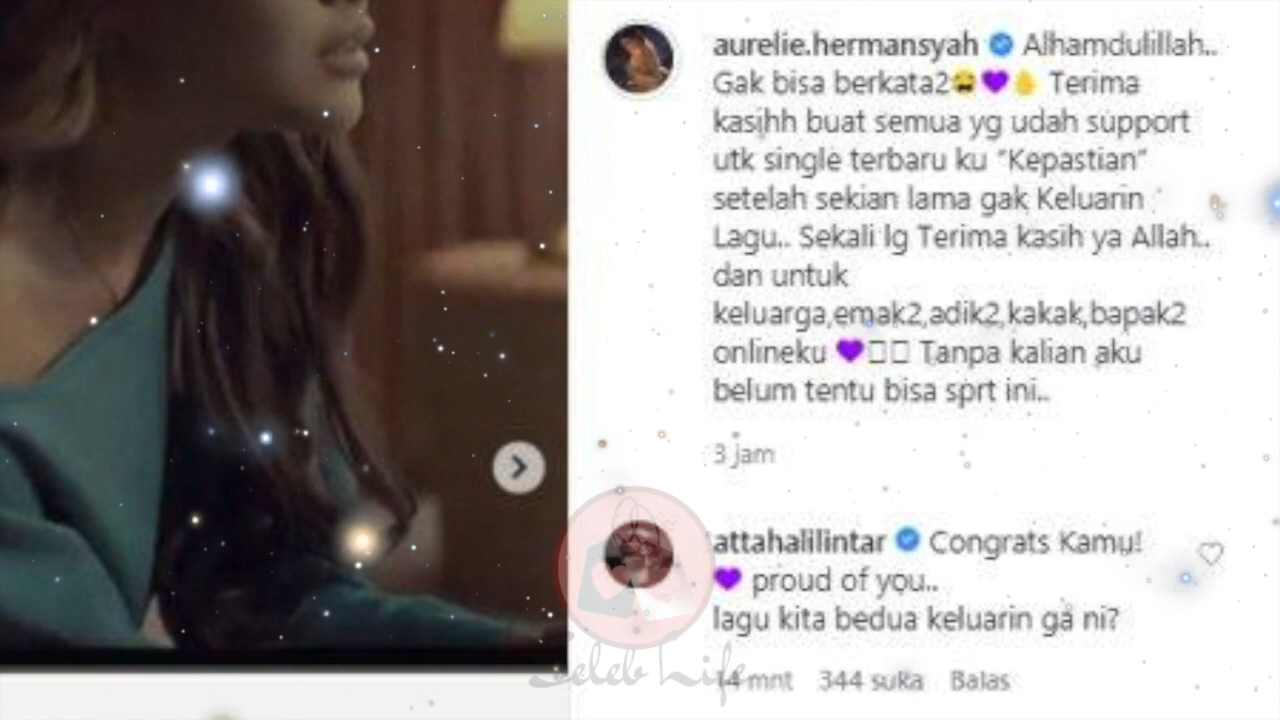 aurelie.hermansyah Alhamdulillah..
Gak bisa berkata2😭💜🤚 Terima
kasihh buat semua yg udah support
utk single terbaru ku "Kepastian"
setelah sekian lama gak Keluarin
Lagu.. Sekali lg Terima kasih ya Allah..
dan untuk
keluarga,emak2,adik2,kakak,bapak2
onlineku 💜 Tanpa kalian aku
belum tentu bisa sprt ini..
3 jam
attahalilintar Congrats Kamu!
💜 proud of you..
lagu kita bedua keluarin ga ni?
14 mnt 344 suka Balas
Seleb Life